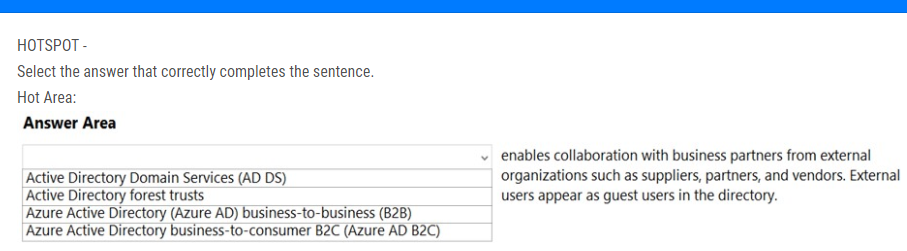 HOTSPOT -
Select the answer that correctly completes the sentence.
Hot Area:
Answer Area
enables collaboration with business partners from external
organizations such as suppliers, partners, and vendors. External
users appear as guest users in the directory.
Active Directory Domain Services (AD DS)
Active Directory forest trusts
Azure Active Directory (Azure AD) business-to-business (B2B)
Azure Active Directory business-to-consumer B2C (Azure AD B2C)